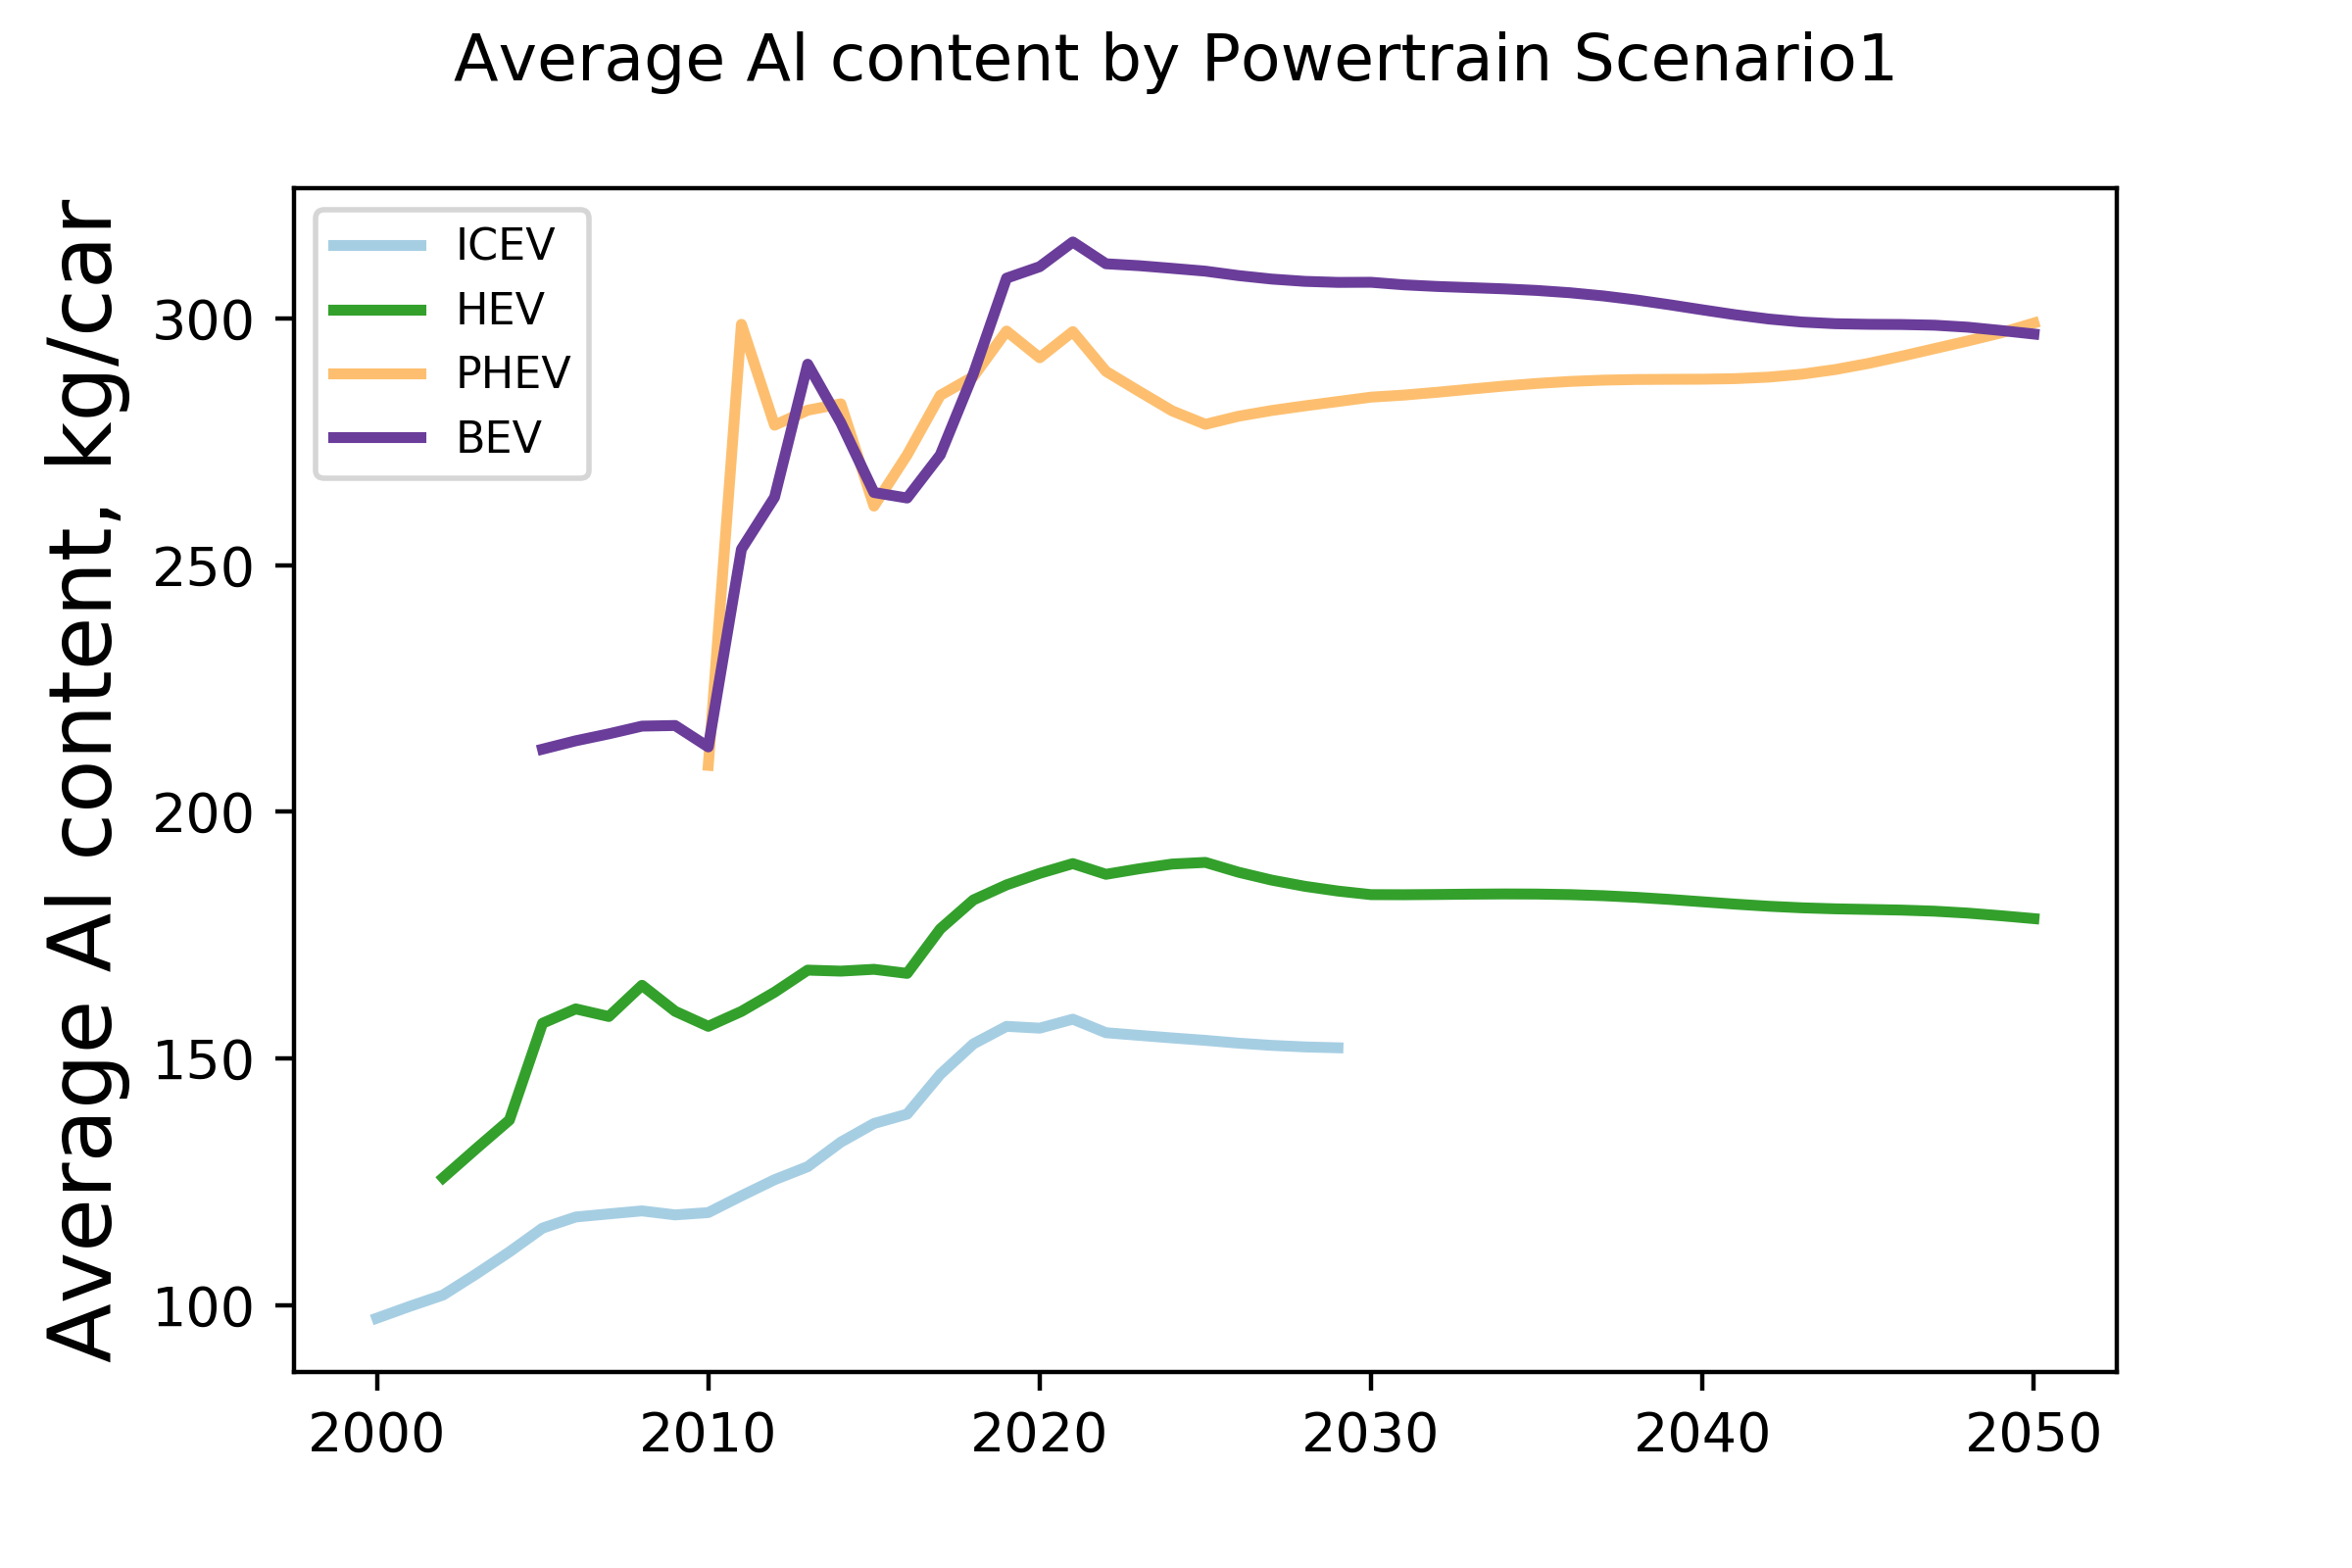 Average Al content by Powertrain Scenario1
Average Al content, kg/car
300
250
200
150
100
ICEV
HEV
PHEV
BEV
2000 2010 2020 2030 2040 2050